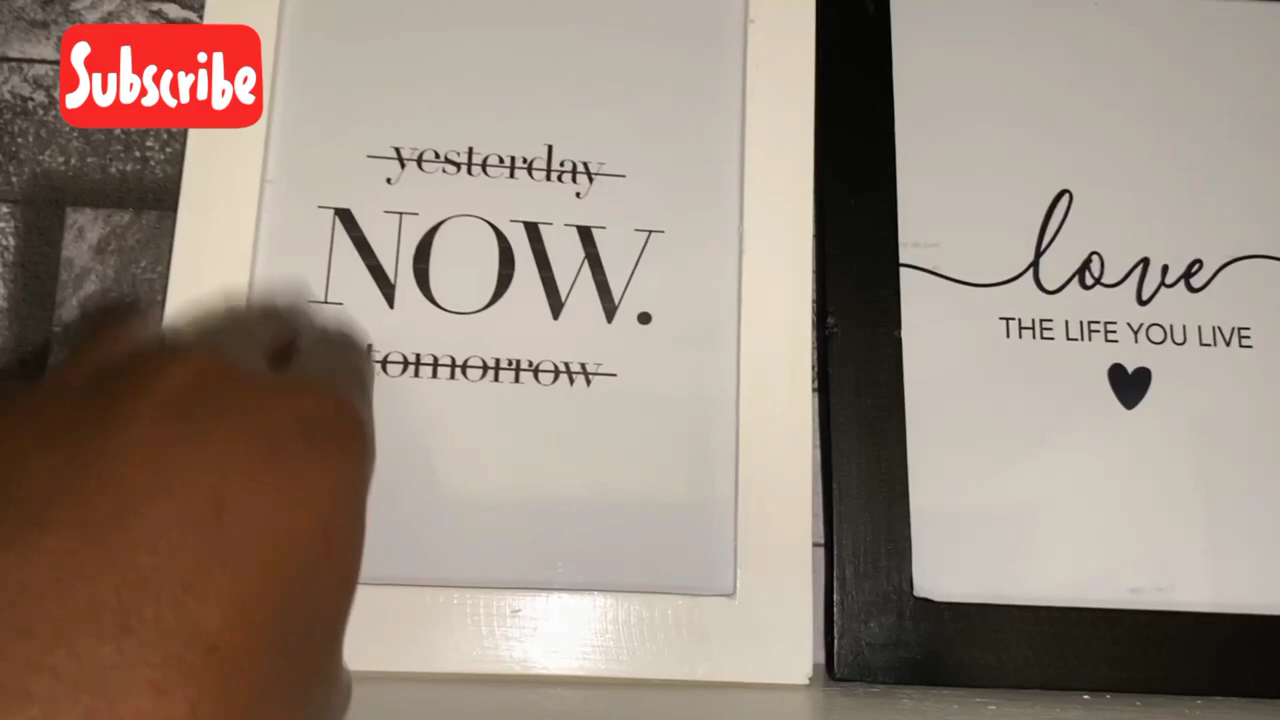 Subscribe
yesterday
NOW.
tomorrow
love
THE LIFE YOU LIVE